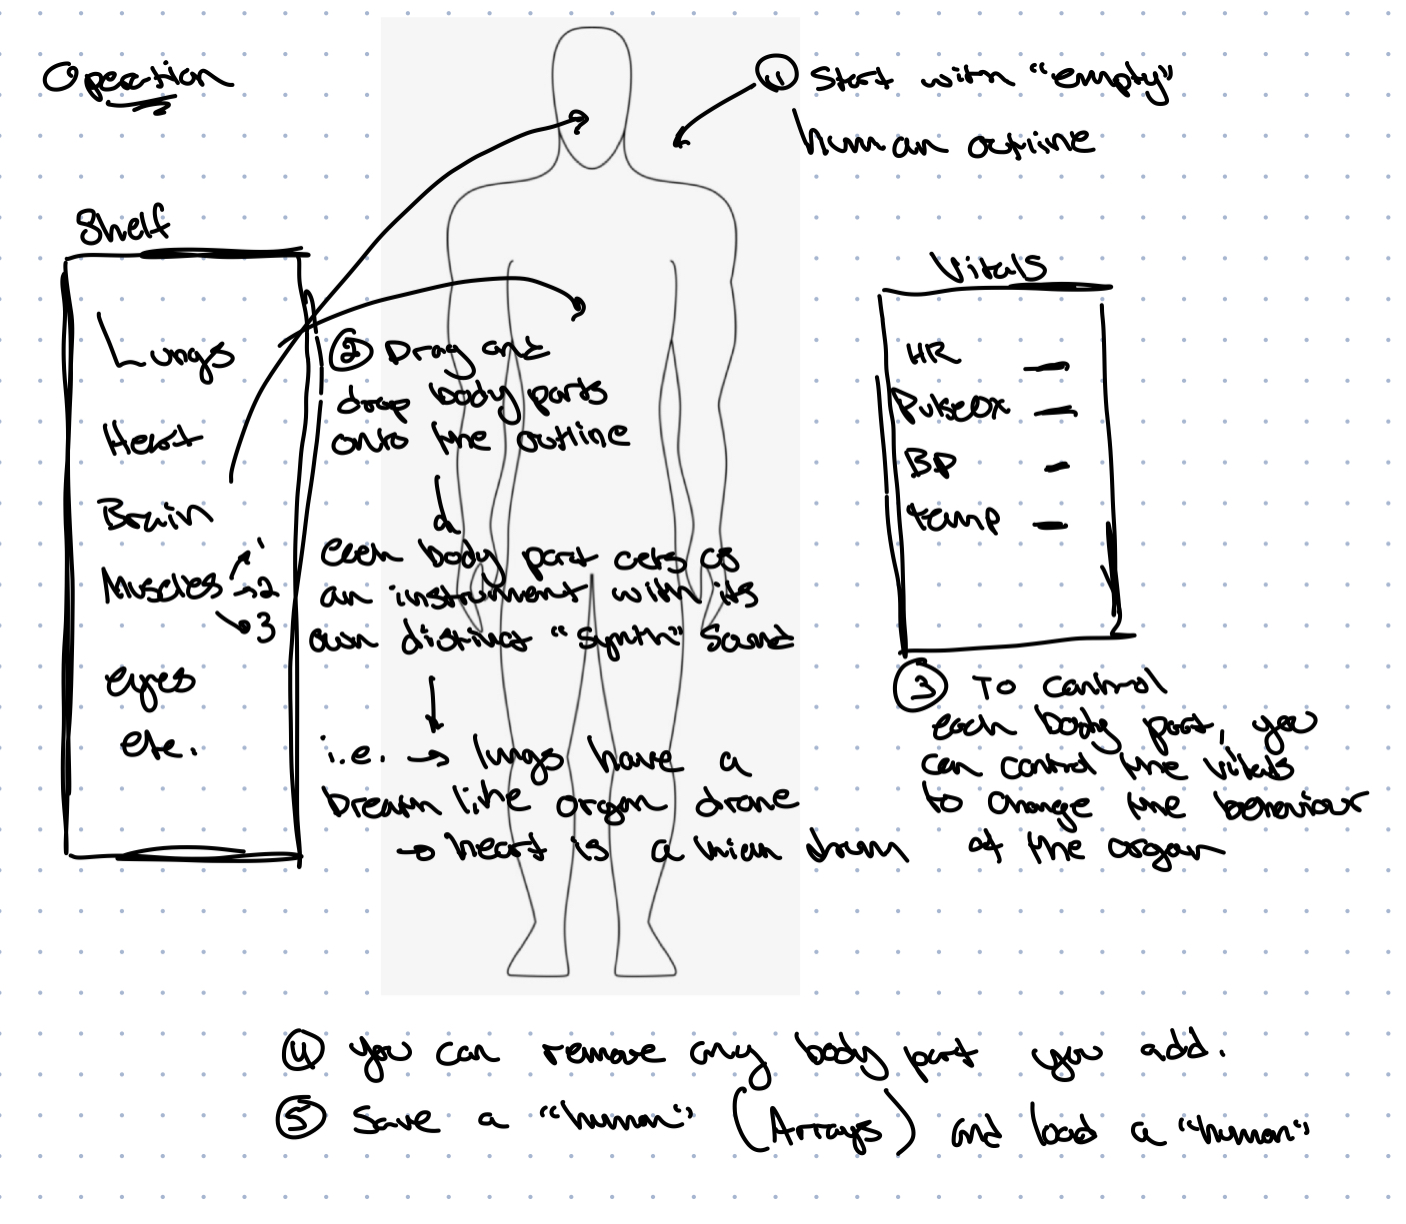 Operation
① Start with "empty"
human outline
Shelf
Lungs
Heart
Brain
Muscles → 1
→ 2
→ 3
eyes
etc.
② Drag and
drop body parts
onto the outline
each body part acts as
an instrument with its
own distinct "synth" sound
i.e. → lungs have a
breath like organ drone
→ heart is a drum
Vitals
HR —
PulseOx —
BP —
temp —
③ To control
each body part, you
can control the vitals
to change the behaviour
of the organ
④ you can remove any body part you add.
⑤ Save a "human" (Arrays) and load a "human"